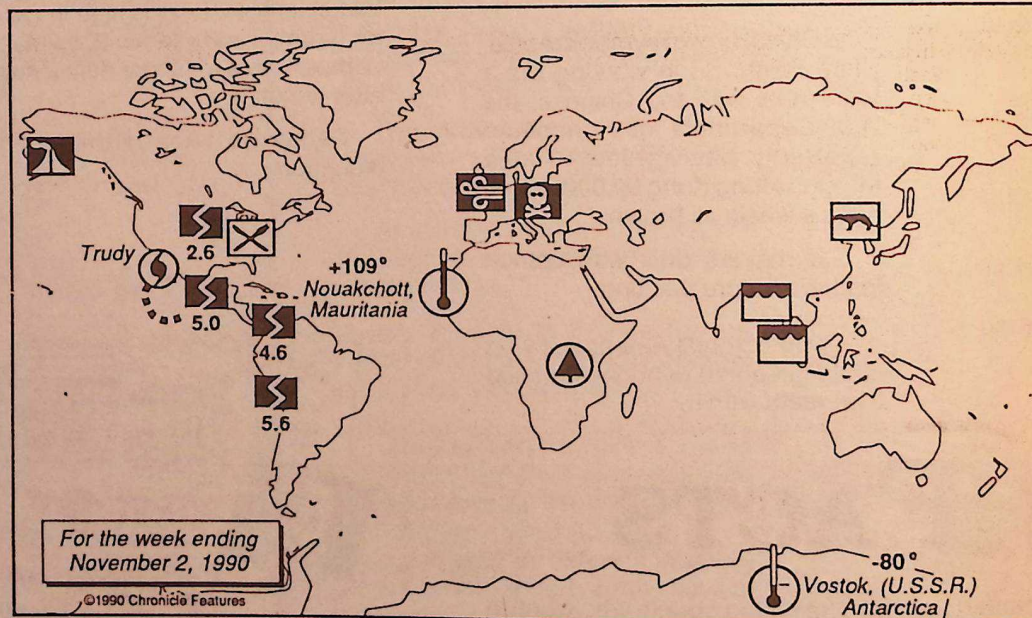 Trudy
2.6
5.0
4.6
5.6
+109°
Nouakchott,
Mauritania
-80°
Vostok, (U.S.S.R.)
Antarctica
For the week ending
November 2, 1990
©1990 Chronicle Features